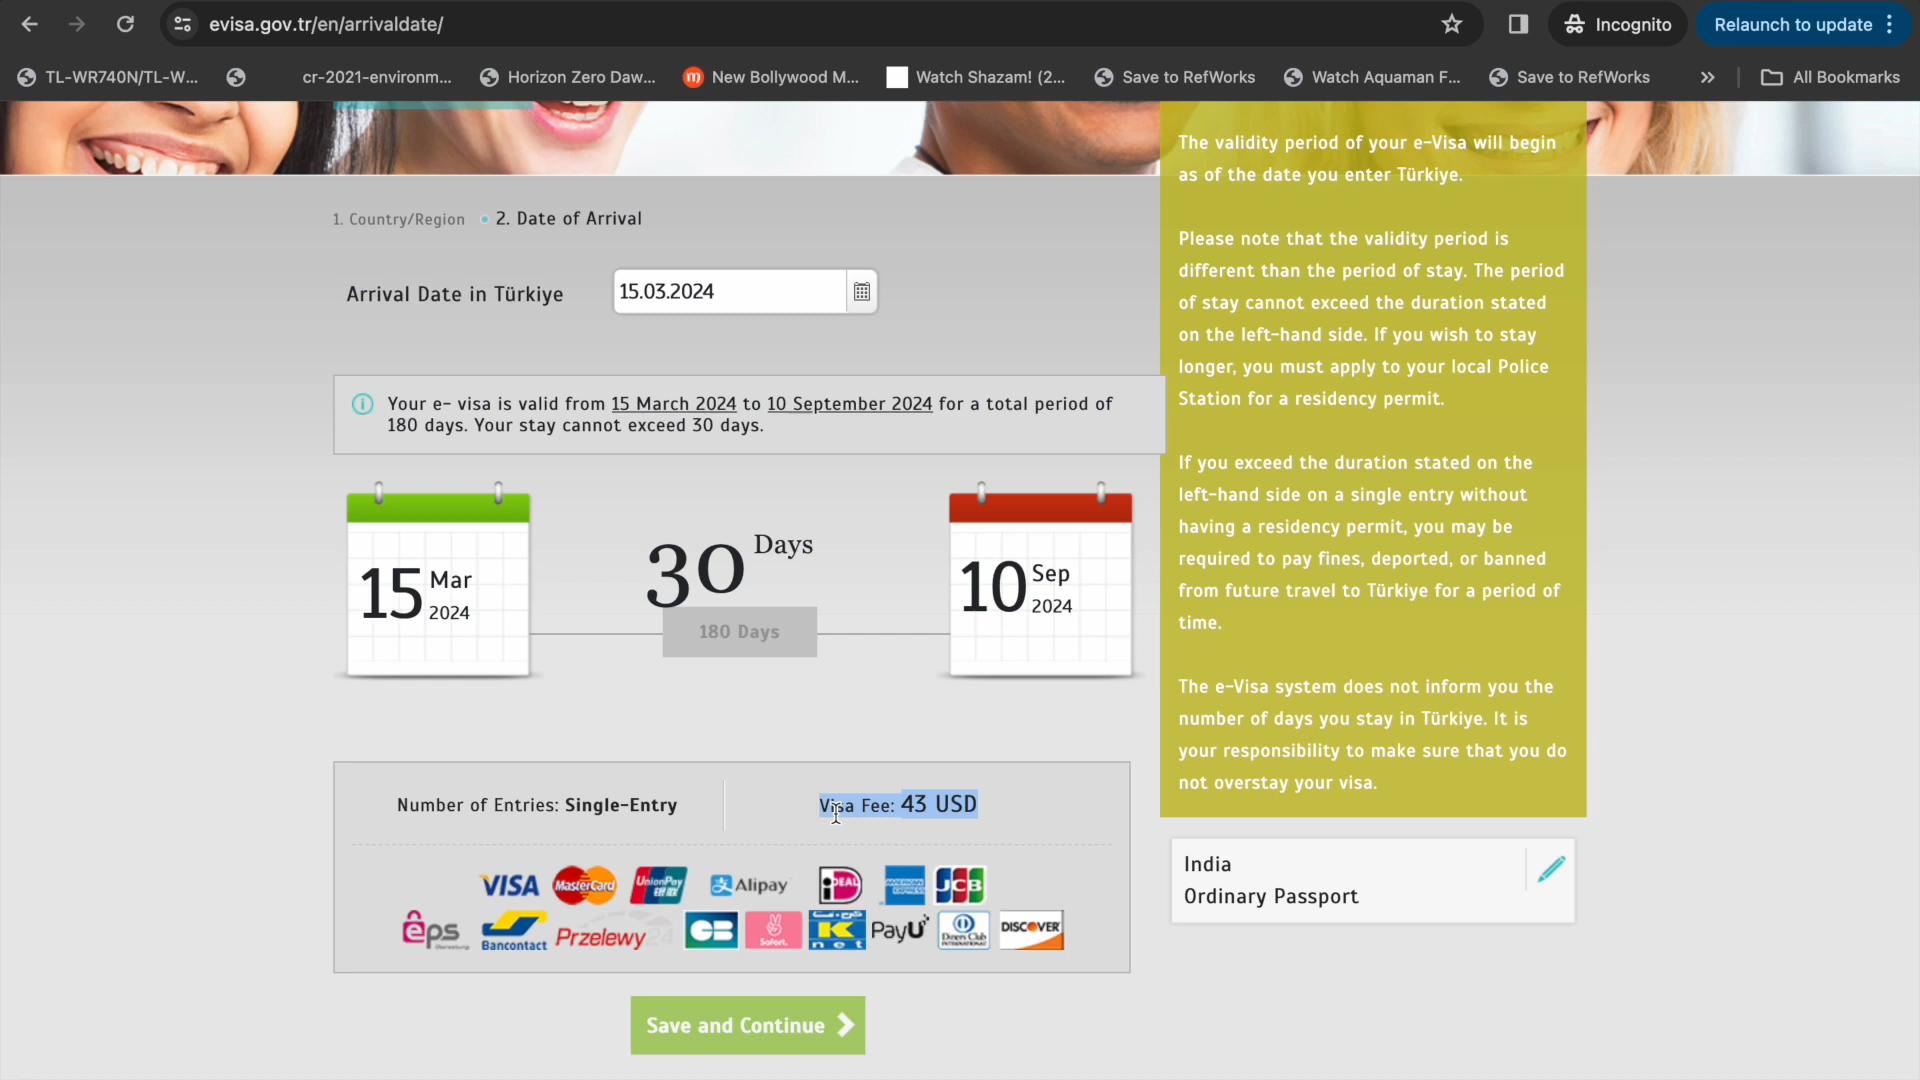 evisa.gov.tr/en/arrivaldate/
Incognito
Relaunch to update
TL-WR740N/TL-W...
cr-2021-environm...
Horizon Zero Daw...
New Bollywood M...
Watch Shazam! (2...
Save to RefWorks
Watch Aquaman F...
Save to RefWorks
All Bookmarks
1. Country/Region
2. Date of Arrival
Arrival Date in Türkiye
15.03.2024
Your e- visa is valid from 15 March 2024 to 10 September 2024 for a total period of
180 days. Your stay cannot exceed 30 days.
15 Mar
2024
30 Days
180 Days
10 Sep
2024
Number of Entries: Single-Entry
Visa Fee: 43 USD
VISA
MasterCard
UnionPay
银联
Alipay
iDEAL
AMERICAN EXPRESS
JCB
eps
Bancontact
Przelewy24
CB
Sofort.
K net
PayU
Diners Club
INTERNATIONAL
DISCOVER
Save and Continue
The validity period of your e-Visa will begin
as of the date you enter Türkiye.
Please note that the validity period is
different than the period of stay. The period
of stay cannot exceed the duration stated
on the left-hand side. If you wish to stay
longer, you must apply to your local Police
Station for a residency permit.
If you exceed the duration stated on the
left-hand side on a single entry without
having a residency permit, you may be
required to pay fines, deported, or banned
from future travel to Türkiye for a period of
time.
The e-Visa system does not inform you the
number of days you stay in Türkiye. It is
your responsibility to make sure that you do
not overstay your visa.
India
Ordinary Passport